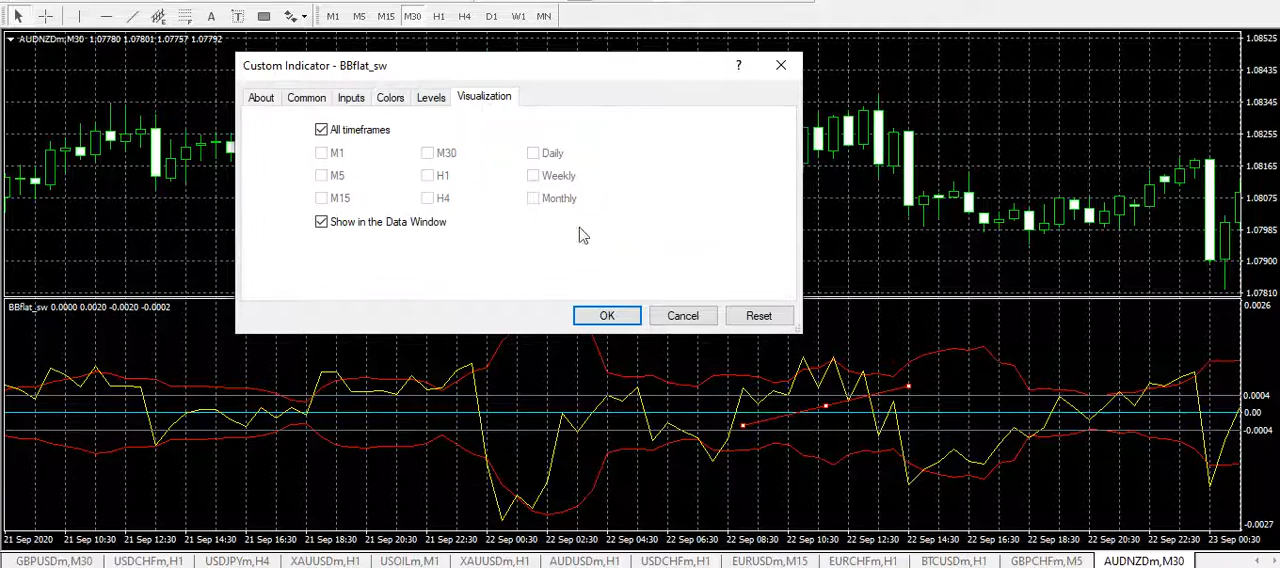 M1 M5 M15 M30 H1 H4 D1 W1 MN
AUDNZDm,M30 1.07780 1.07801 1.07757 1.07792
Custom Indicator - BBflat_sw
About Common Inputs Colors Levels Visualization
All timeframes
M1 M30 Daily
M5 H1 Weekly
M15 H4 Monthly
Show in the Data Window
OK Cancel Reset
1.08525
1.08435
1.08345
1.08255
1.08165
1.08075
1.07985
1.07900
1.07810
BBflat_sw 0.0000 0.0020 -0.0020 -0.0002
0.0026
0.0004
0.00
-0.0004
-0.0027
21 Sep 2020 21 Sep 10:30 21 Sep 12:30 21 Sep 14:30 21 Sep 16:30 21 Sep 18:30 21 Sep 20:30 21 Sep 22:30 22 Sep 00:30 22 Sep 02:30 22 Sep 04:30 22 Sep 06:30 22 Sep 08:30 22 Sep 10:30 22 Sep 12:30 22 Sep 14:30 22 Sep 16:30 22 Sep 18:30 22 Sep 20:30 22 Sep 22:30 23 Sep 00:30
GBPUSDm,M30 USDCHFm,H1 USDJPYm,H4 XAUUSDm,H1 USOILm,M1 XAUUSDm,H1 AUDUSDm,H1 USDCHFm,H1 EURUSDm,M15 EURCHFm,H1 BTCUSDm,H1 GBPCHFm,M5 AUDNZDm,M30